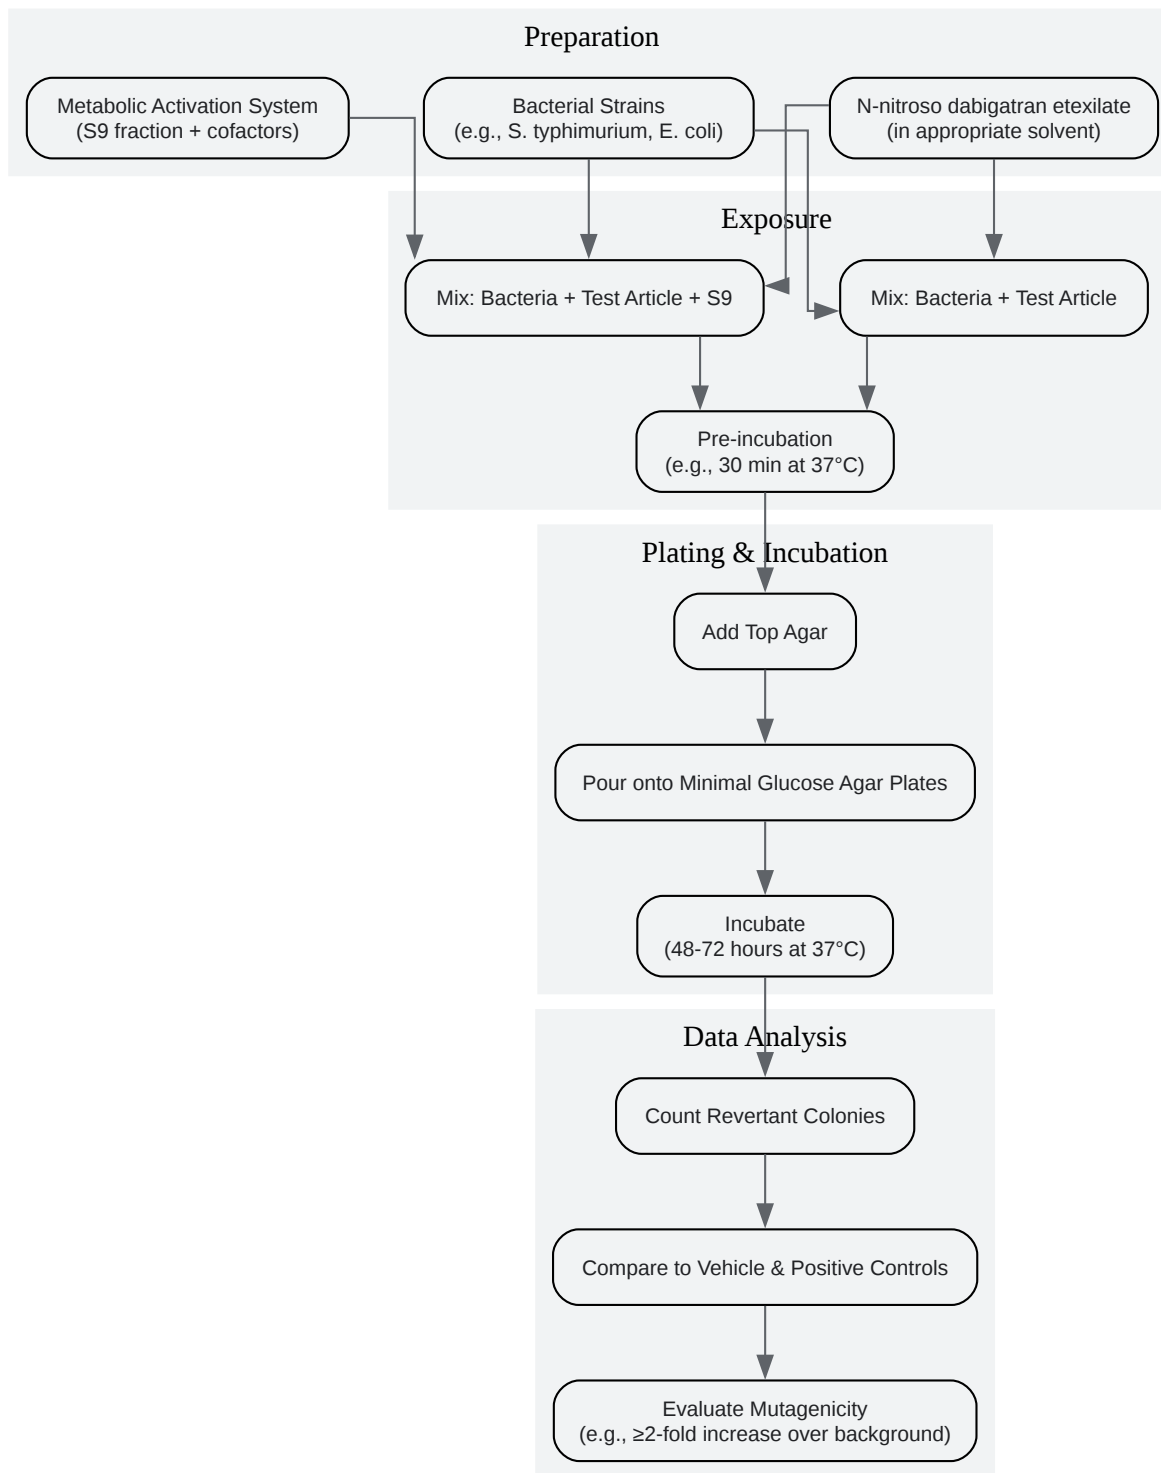 Preparation
Metabolic Activation System
(S9 fraction + cofactors)
Bacterial Strains
(e.g., S. typhimurium, E. coli)
N-nitroso dabigatran etexilate
(in appropriate solvent)
Exposure
Mix: Bacteria + Test Article + S9
Mix: Bacteria + Test Article
Pre-incubation
(e.g., 30 min at 37°C)
Plating & Incubation
Add Top Agar
Pour onto Minimal Glucose Agar Plates
Incubate
(48-72 hours at 37°C)
Data Analysis
Count Revertant Colonies
Compare to Vehicle & Positive Controls
Evaluate Mutagenicity
(e.g., ≥2-fold increase over background)